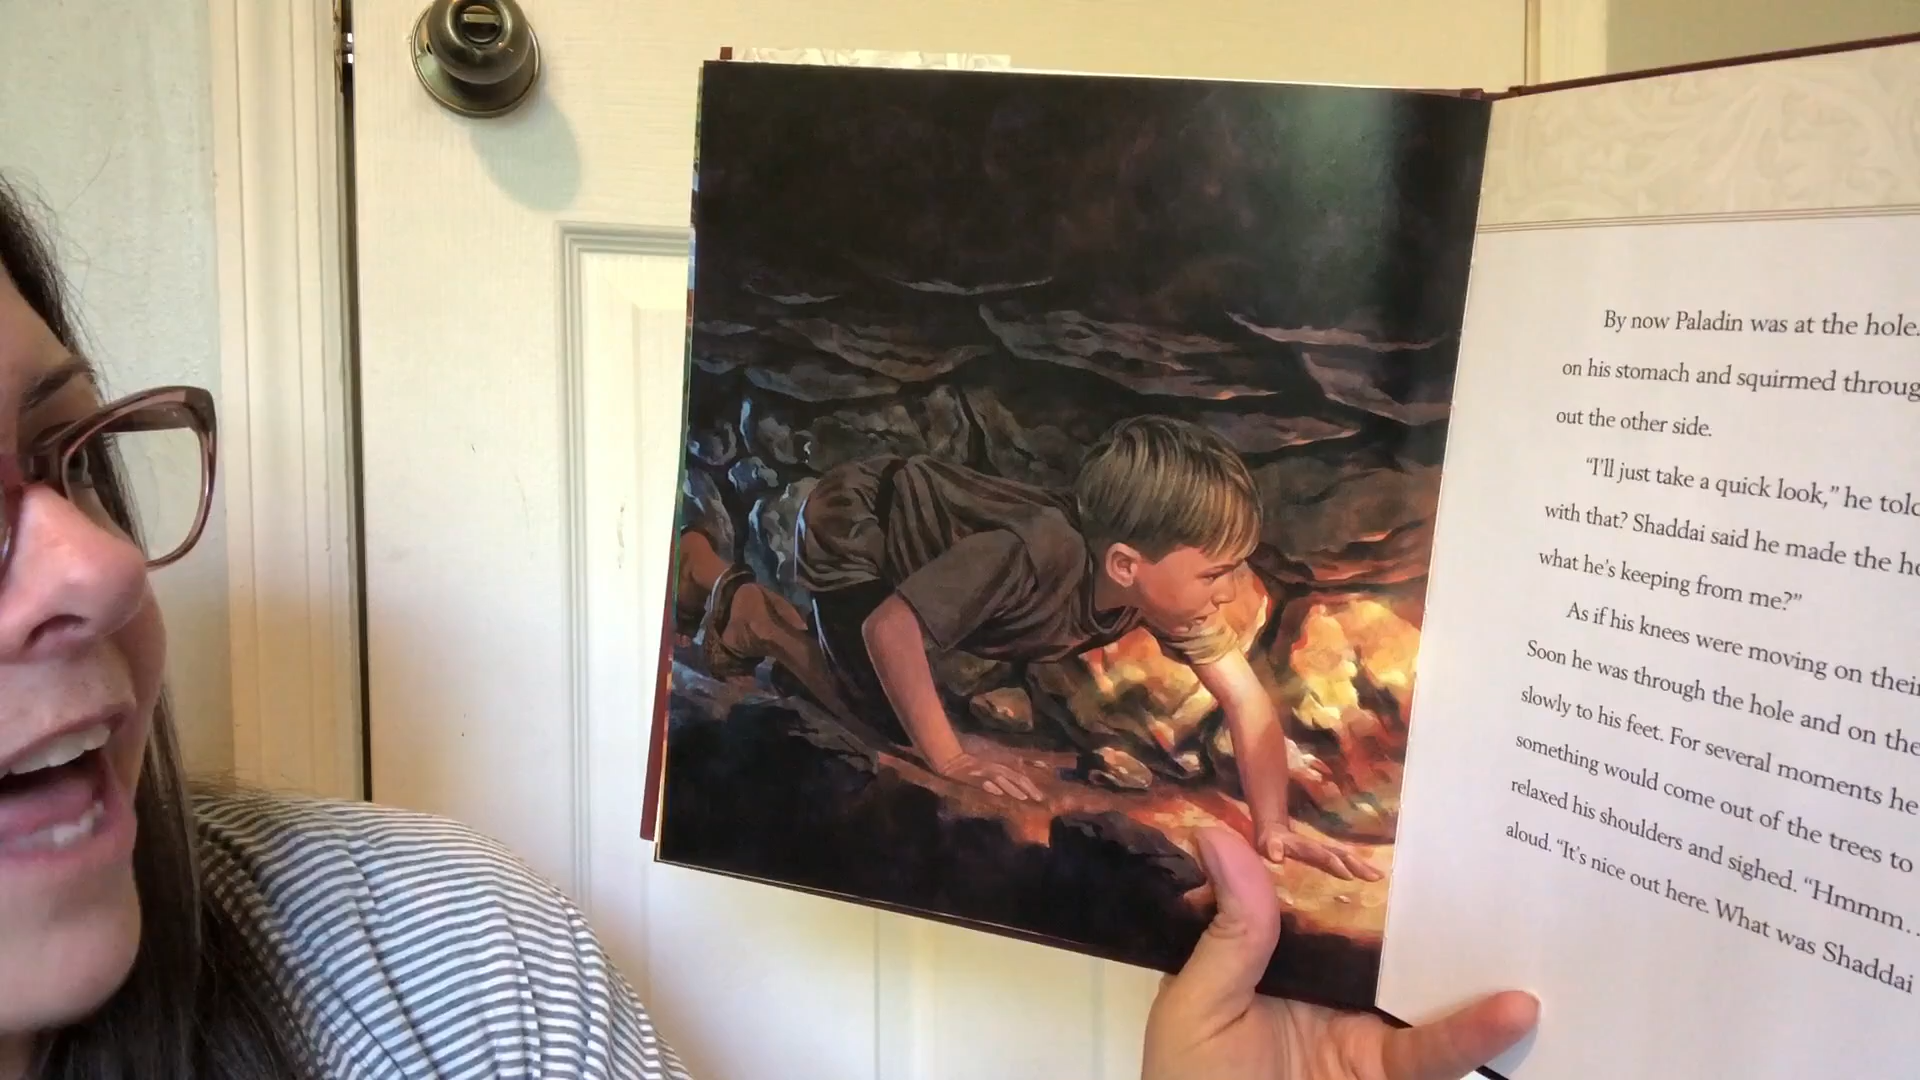 By now Paladin was at the hole.
on his stomach and squirmed throug
out the other side.
“I’ll just take a quick look,” he told
with that? Shaddai said he made the ho
what he’s keeping from me?”
As if his knees were moving on their
Soon he was through the hole and on the
slowly to his feet. For several moments he
something would come out of the trees to
relaxed his shoulders and sighed. “Hmmm. .
aloud. “It’s nice out here. What was Shaddai